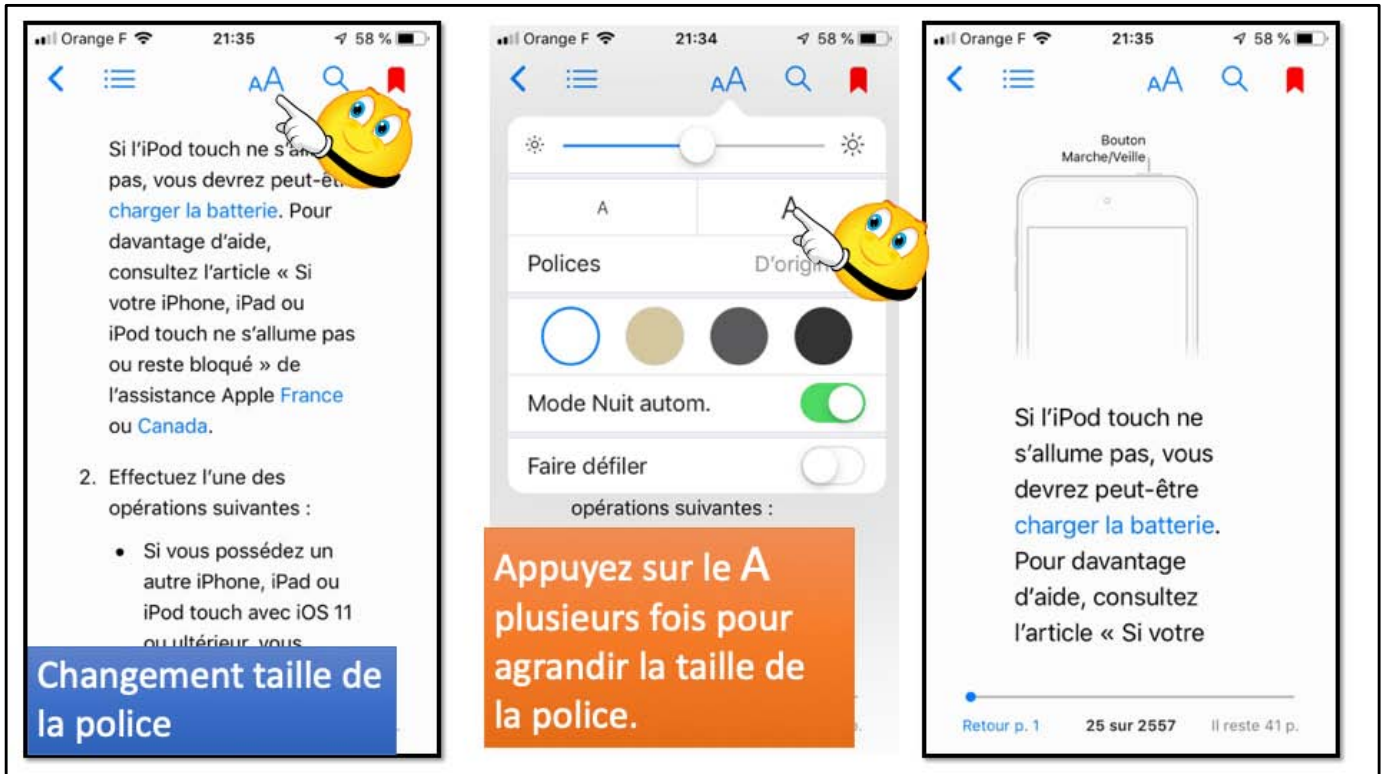 Orange F 21:35 58 %
AA
Si l'iPod touch ne s'al
pas, vous devrez peut-êt
charger la batterie. Pour
davantage d'aide,
consultez l'article « Si
votre iPhone, iPad ou
iPod touch ne s'allume pas
ou reste bloqué » de
l'assistance Apple France
ou Canada.
2. Effectuez l'une des
opérations suivantes :
• Si vous possédez un
autre iPhone, iPad ou
iPod touch avec iOS 11
ou ultérieur, vous
Changement taille de
la police
Orange F 21:34 58 %
AA
A A
Polices D'origin
Mode Nuit autom.
Faire défiler
opérations suivantes :
Appuyez sur le A
plusieurs fois pour
agrandir la taille de
la police.
Orange F 21:35 58 %
AA
Bouton
Marche/Veille
Si l'iPod touch ne
s'allume pas, vous
devrez peut-être
charger la batterie.
Pour davantage
d'aide, consultez
l'article « Si votre
Retour p. 1 25 sur 2557 Il reste 41 p.